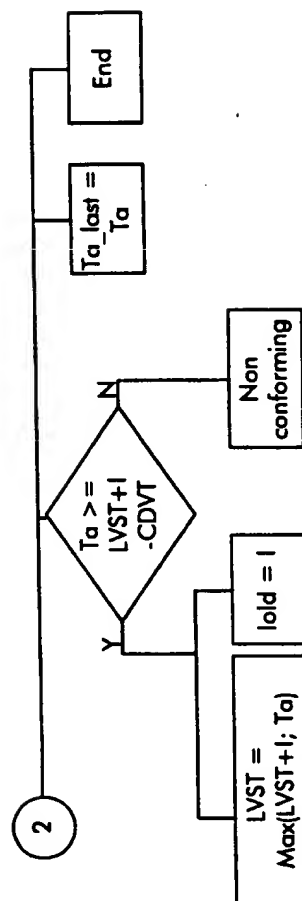 2
Ta >=
LVST+I
-CDVT
Y
N
LVST =
Max(LVST+I; Ta)
Iold = I
Non
conforming
Ta_last =
Ta
End